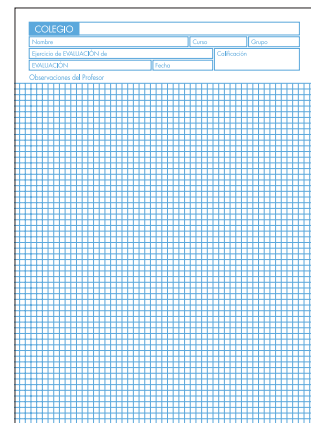 COLEGIO
Nombre Curso Grupo
Ejercicio de EVALUACIÓN de Calificación
EVALUACIÓN Fecha
Observaciones del Profesor